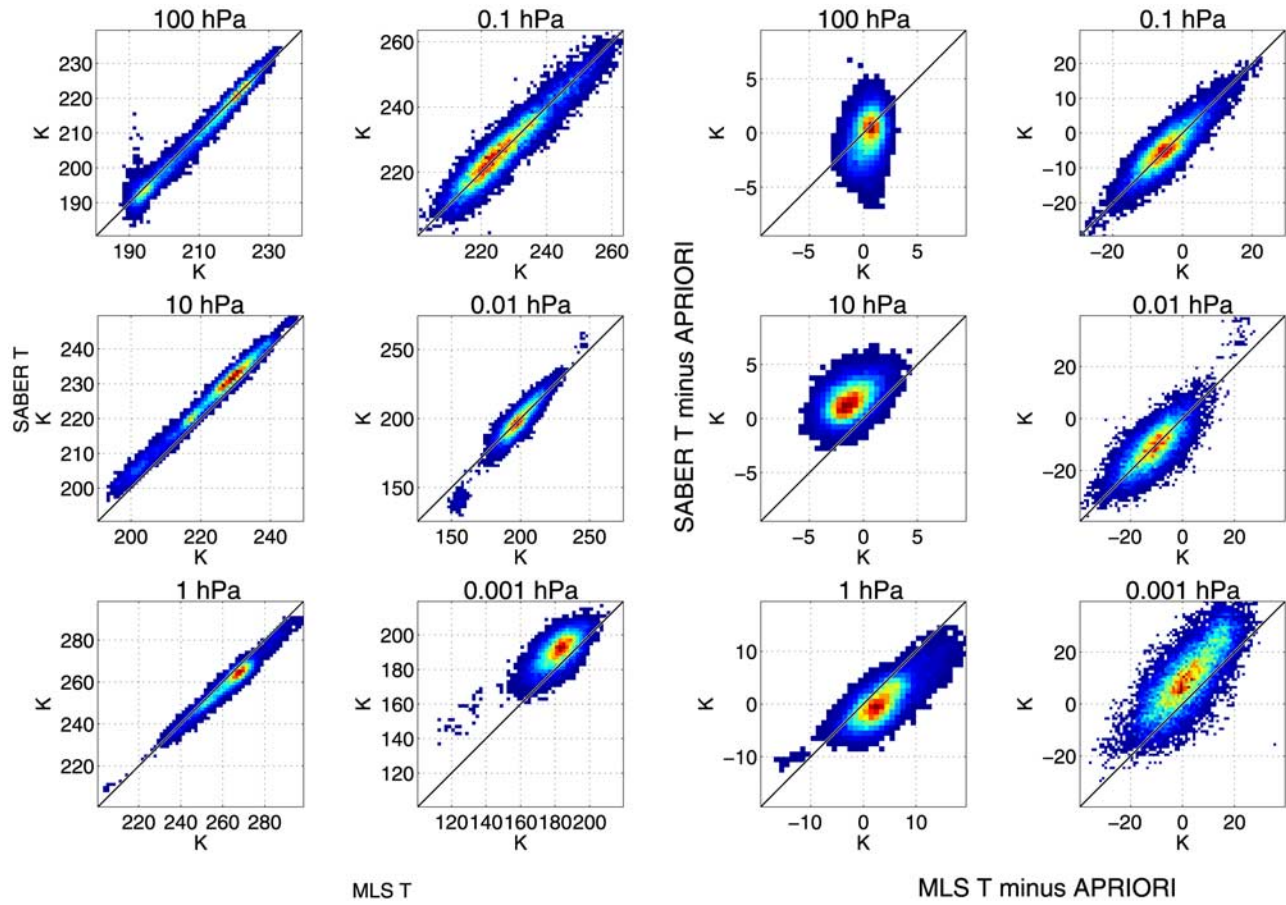 100 hPa
230
220
210
200
190
190 210 230
K
K
0.1 hPa
260
240
220
220 240 260
K
K
100 hPa
5
0
−5
−5 0 5
K
K
0.1 hPa
20
10
0
−10
−20
−20 0 20
K
K
10 hPa
240
230
220
210
200
200 220 240
K
K
0.01 hPa
250
200
150
150 200 250
K
K
10 hPa
5
0
−5
−5 0 5
K
K
0.01 hPa
20
0
−20
−20 0 20
K
K
1 hPa
280
260
240
220
220 240 260 280
K
K
0.001 hPa
200
180
160
140
120
120 140 160 180 200
K
K
1 hPa
10
0
−10
−10 0 10
K
K
0.001 hPa
20
0
−20
−20 0 20
K
K
SABER T
MLS T
SABER T minus APRIORI
MLS T minus APRIORI